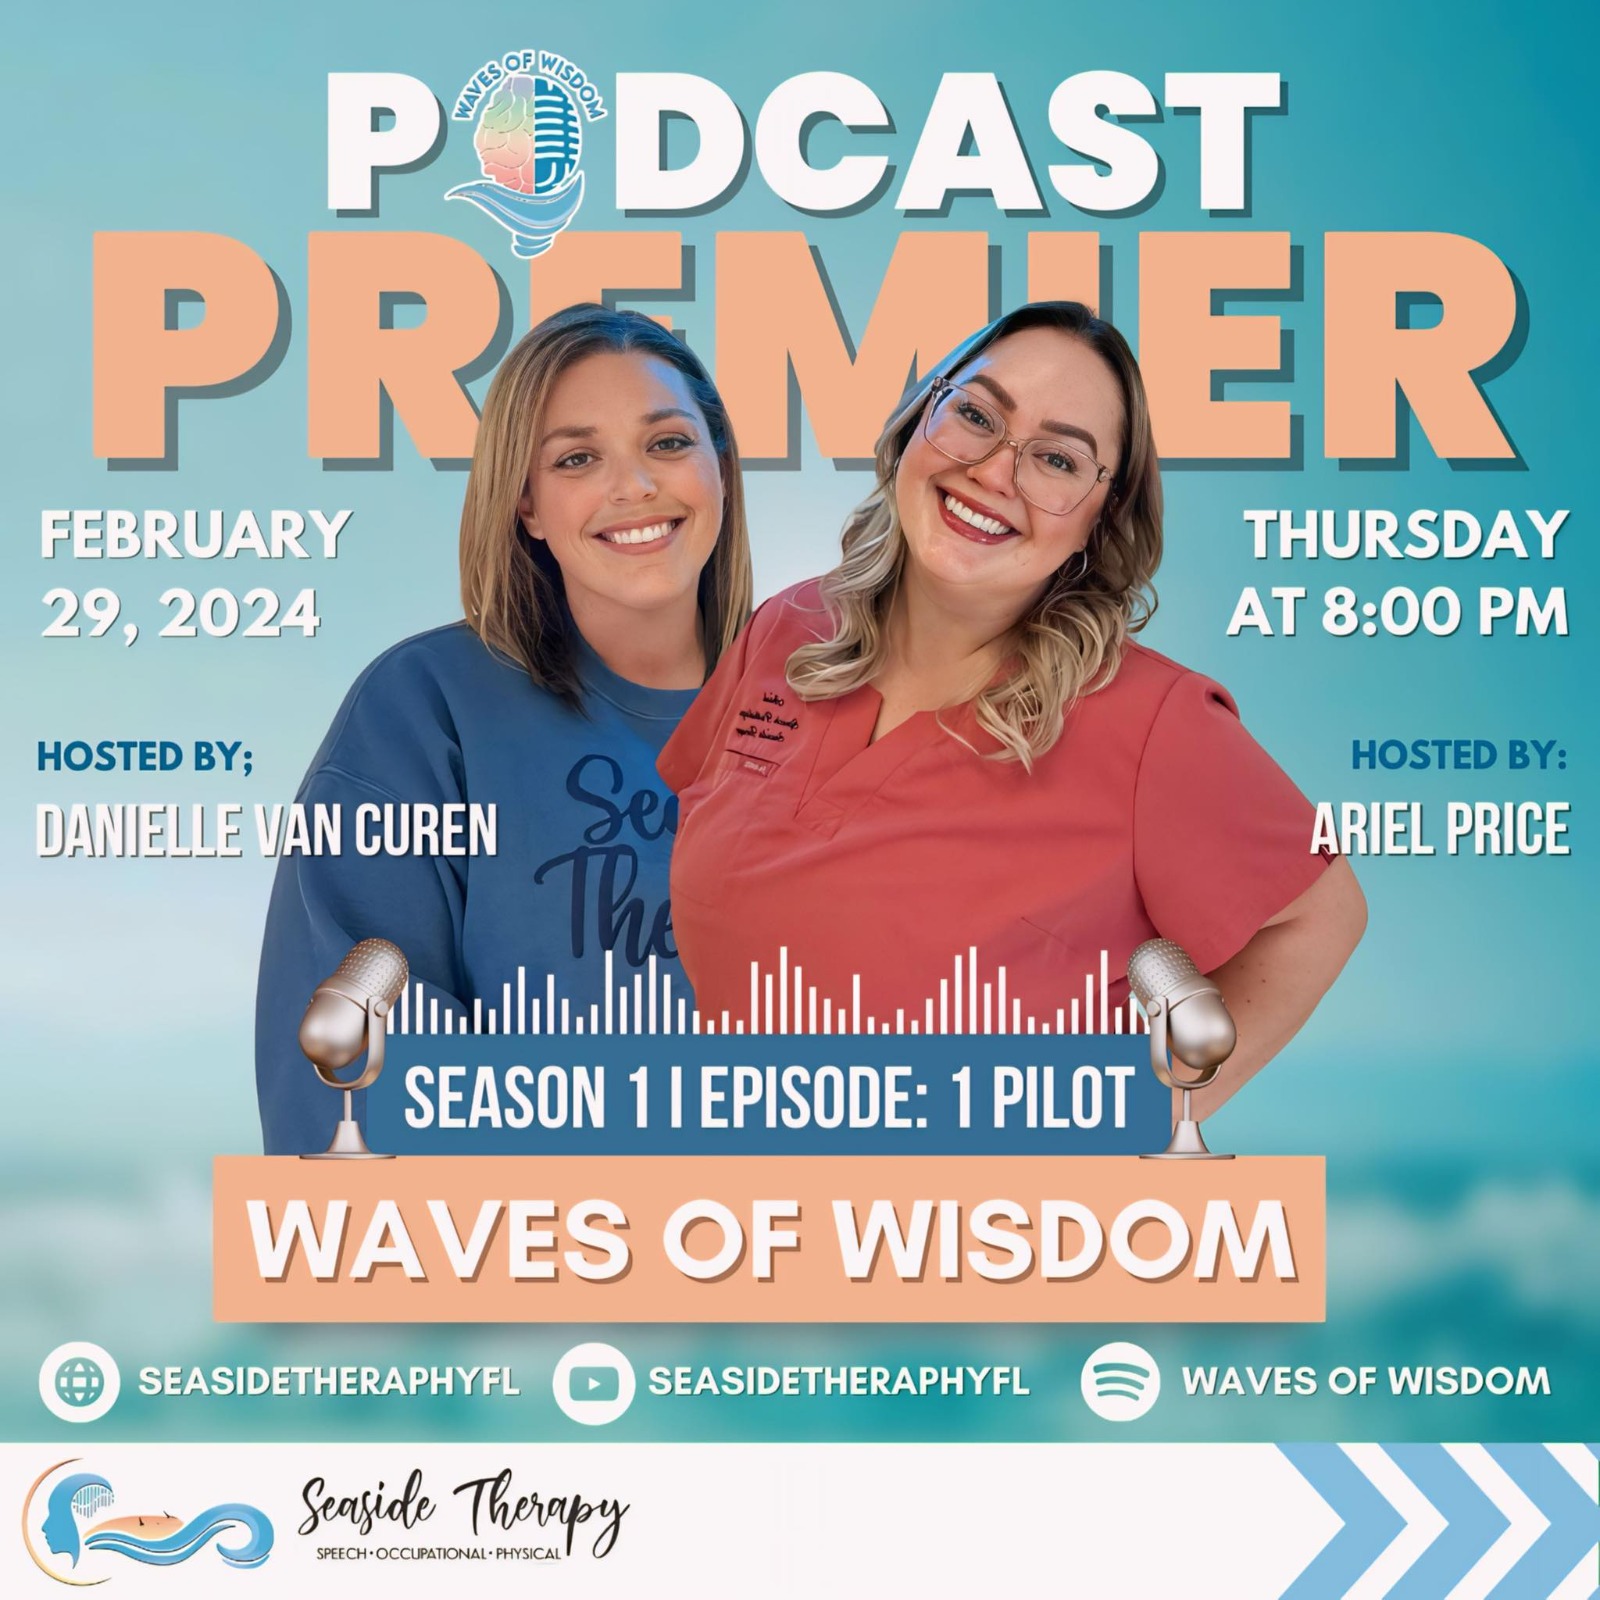 WAVES OF WISDOM
PODCAST
PREMIER
FEBRUARY
29, 2024
THURSDAY
AT 8:00 PM
HOSTED BY;
DANIELLE VAN CUREN
HOSTED BY:
ARIEL PRICE
SEASON 1 I EPISODE: 1 PILOT
WAVES OF WISDOM
SEASIDETHERAPHYFL
SEASIDETHERAPHYFL
WAVES OF WISDOM
Seaside Therapy
SPEECH • OCCUPATIONAL • PHYSICAL